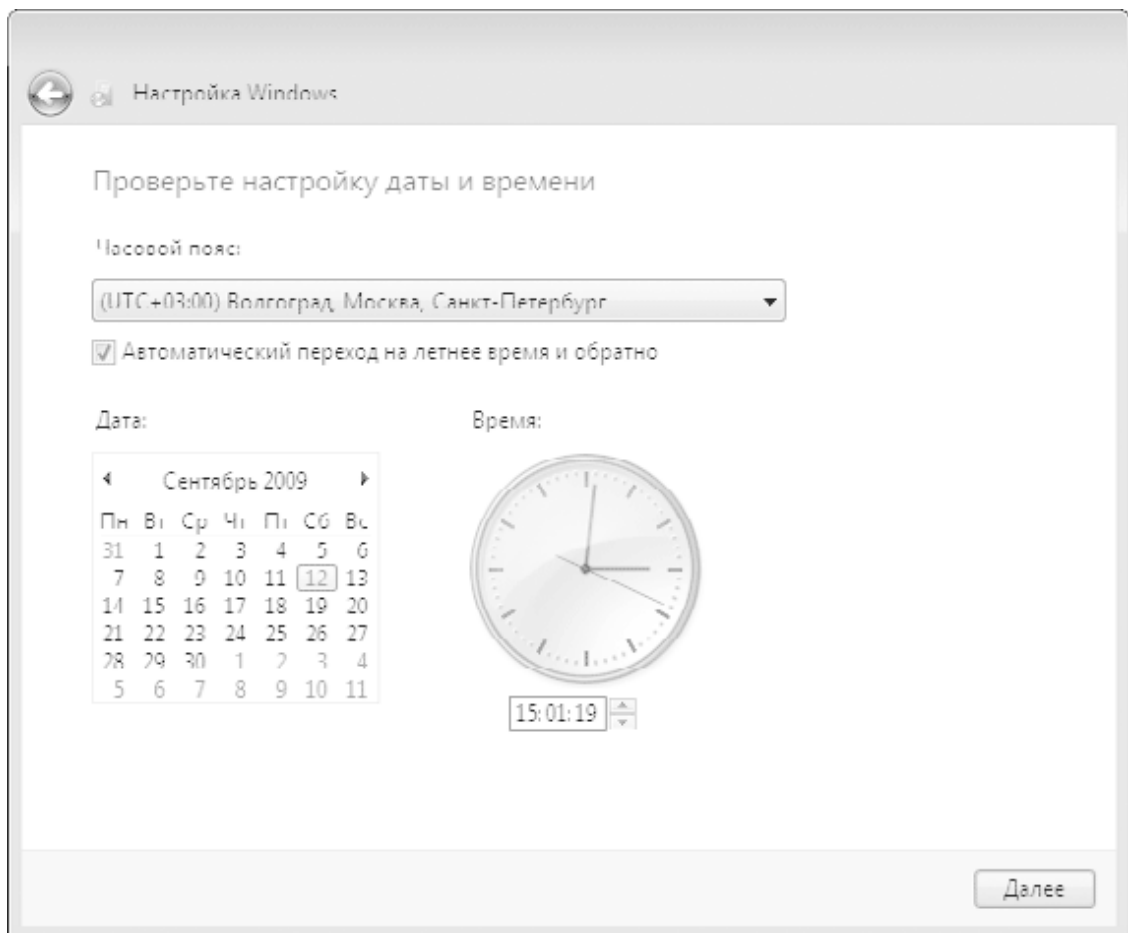 Настройка Windows
Проверьте настройку даты и времени
Часовой пояс:
(UTC+03:00) Волгоград, Москва, Санкт-Петербург
Автоматический переход на летнее время и обратно
Дата:
Время:
Сентябрь 2009
Пн Вт Ср Чт Пт Сб Вс
31 1 2 3 4 5 6
7 8 9 10 11 12 13
14 15 16 17 18 19 20
21 22 23 24 25 26 27
28 29 30 1 2 3 4
5 6 7 8 9 10 11
15:01:19
Далее